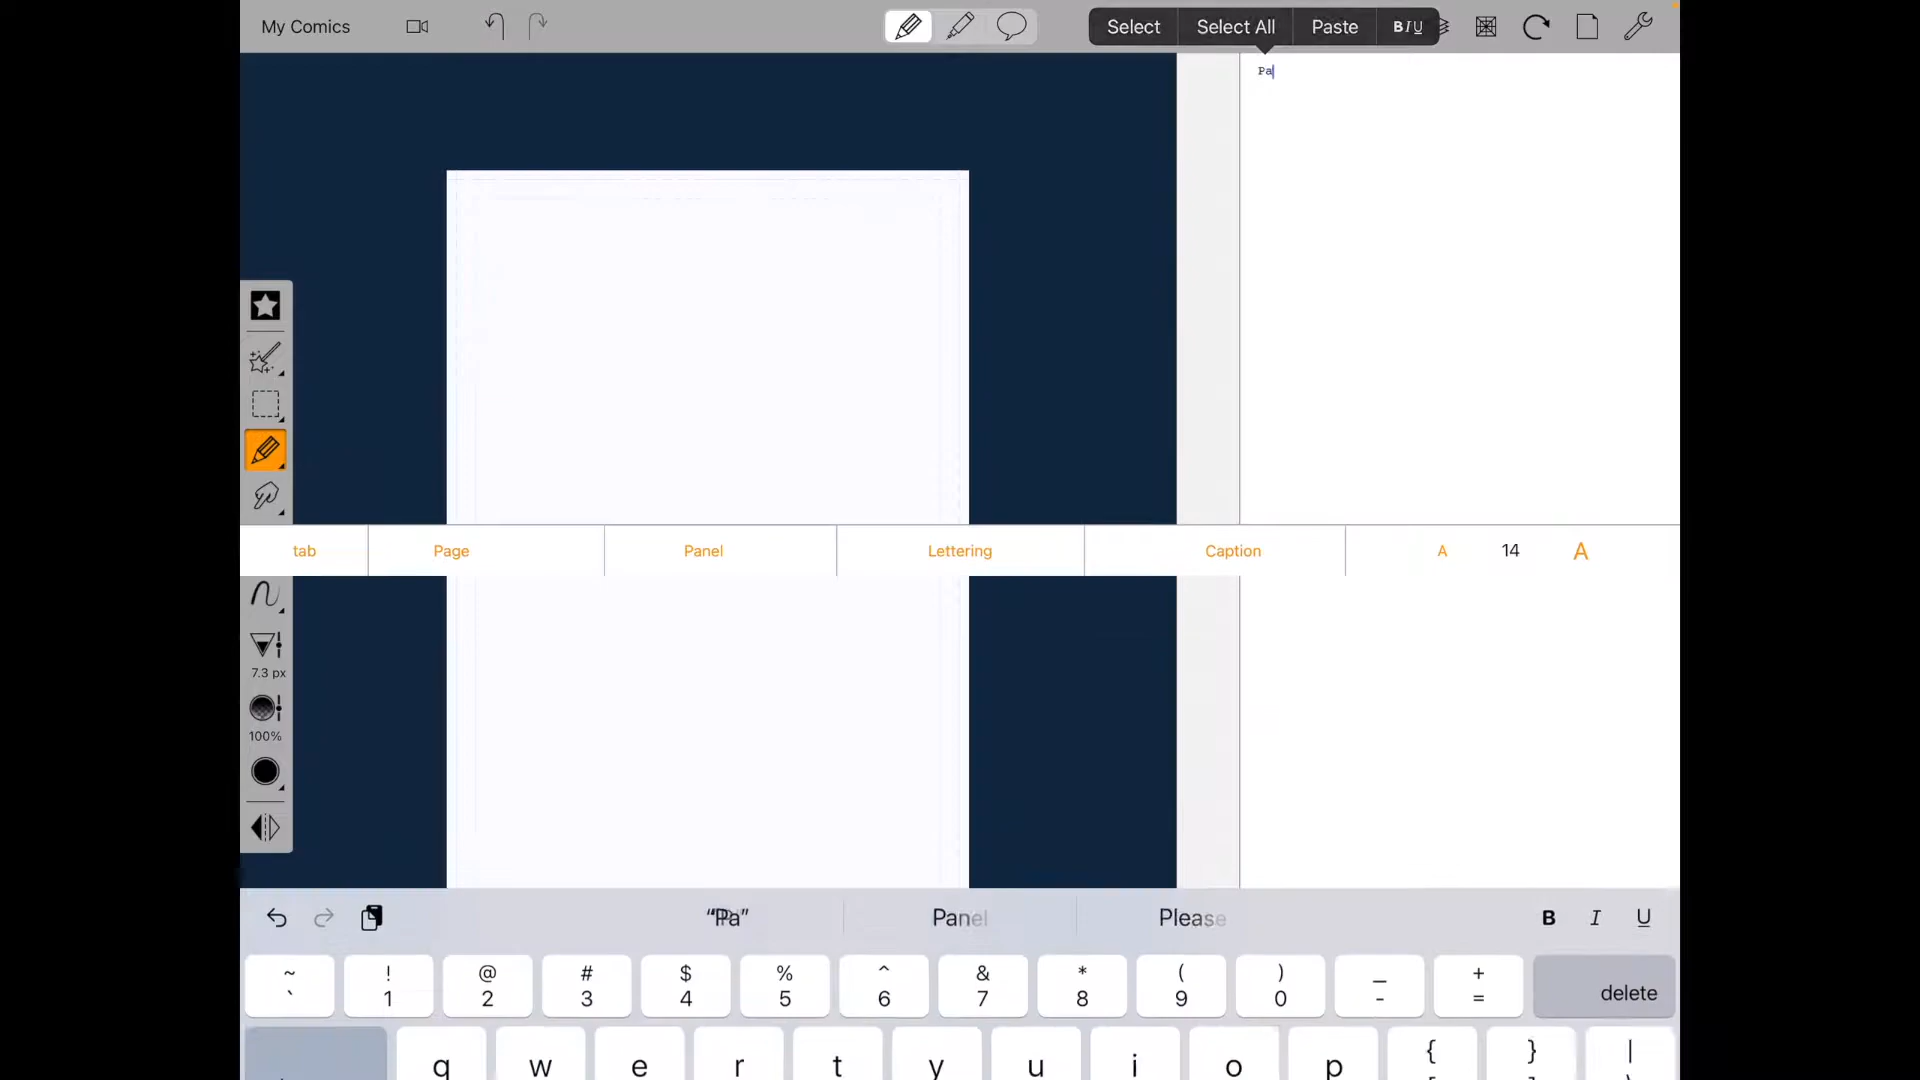 My Comics
Select Select All Paste BIU
Pa
tab Page Panel Lettering Caption A 14 A
7.3 px
100%
“Pa” Panel Please B I U
~ ! @ # $ % ^ & * ( ) _ +
` 1 2 3 4 5 6 7 8 9 0 - = delete
q w e r t y u i o p { } |